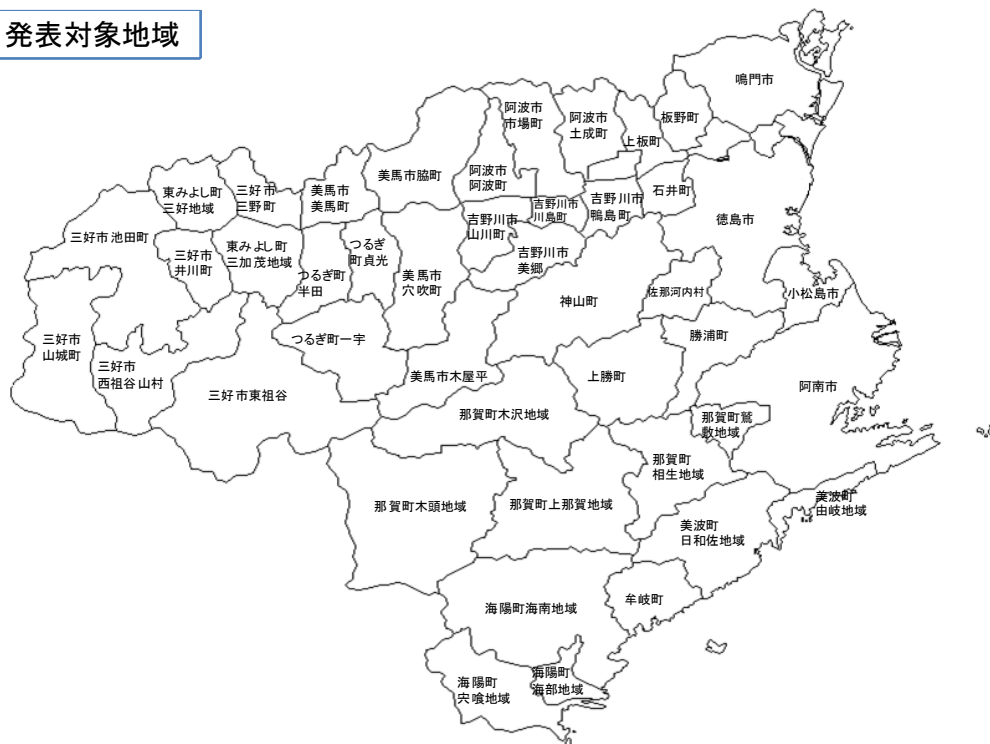 発表対象地域
鳴門市
阿波市
市場町
阿波市
土成町
上板町
板野町
美馬市脇町
阿波市
阿波町
吉野川市
川島町
吉野川市
鴨島町
石井町
徳島市
東みよし町
三好地域
三好市
三野町
美馬市
美馬町
三好市池田町
三好市
井川町
東みよし町
三加茂地域
つるぎ町
半田
つるぎ
町貞光
美馬市
穴吹町
吉野川市
山川町
吉野川市
美郷
神山町
佐那河内村
小松島市
三好市
山城町
三好市
西祖谷山村
三好市東祖谷
つるぎ町一宇
美馬市木屋平
上勝町
勝浦町
阿南市
那賀町木沢地域
那賀町鷲
敷地域
那賀町
相生地域
那賀町木頭地域
那賀町上那賀地域
美波町
日和佐地域
美波町
由岐地域
海陽町海南地域
牟岐町
海陽町
宍喰地域
海陽町
海部地域